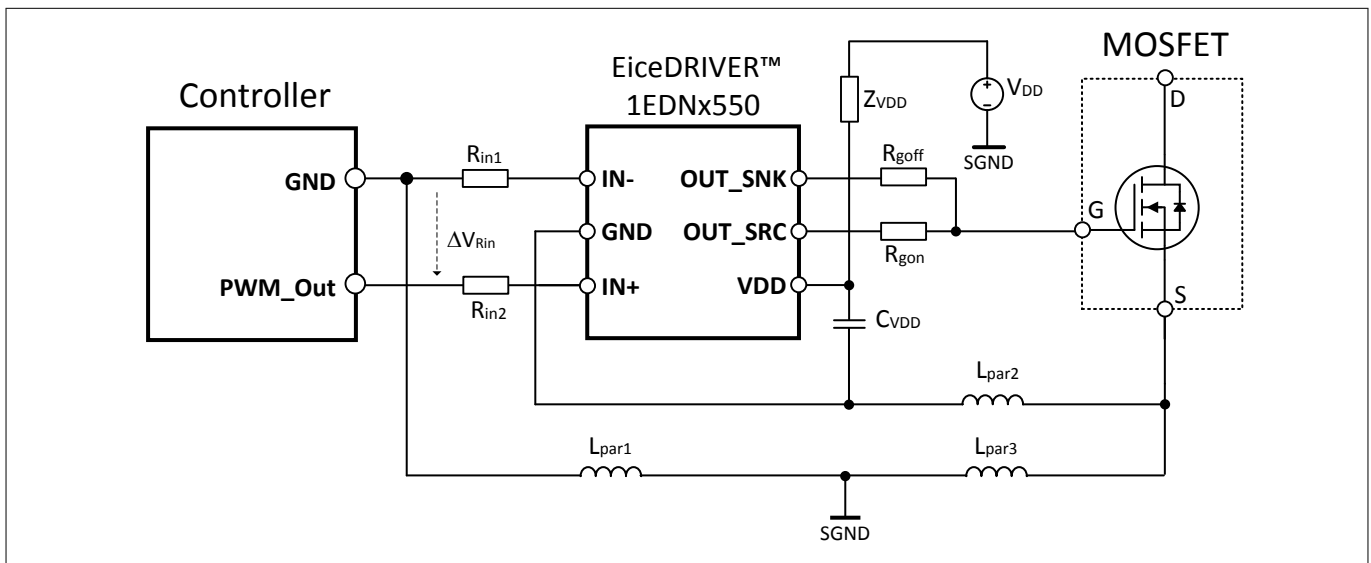 MOSFET
EiceDRIVER™
1EDNx550
Controller
VDD
ZVDD
D
SGND
Rin1
Rgoff
GND
IN-
OUT_SNK
G
ΔVRin
GND
OUT_SRC
Rgon
PWM_Out
Rin2
IN+
VDD
S
CVDD
Lpar2
Lpar1
Lpar3
SGND